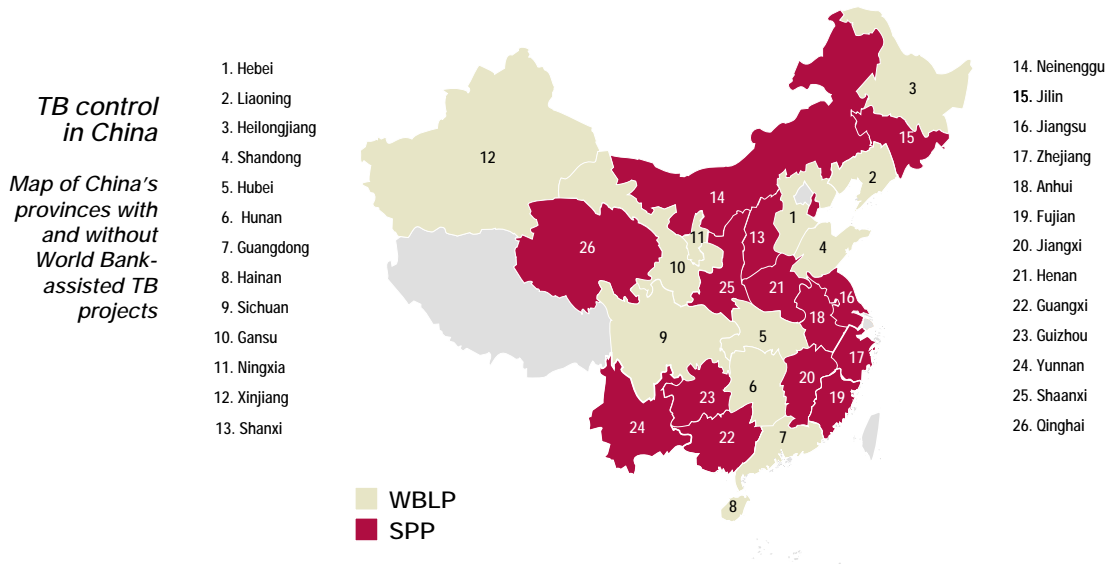 TB control
in China
Map of China's
provinces with
and without
World Bank-
assisted TB
projects
1. Hebei
2. Liaoning
3. Heilongjiang
4. Shandong
5. Hubei
6. Hunan
7. Guangdong
8. Hainan
9. Sichuan
10. Gansu
11. Ningxia
12. Xinjiang
13. Shanxi
14. Neinenggu
15. Jilin
16. Jiangsu
17. Zhejiang
18. Anhui
19. Fujian
20. Jiangxi
21. Henan
22. Guangxi
23. Guizhou
24. Yunnan
25. Shaanxi
26. Qinghai
3
15
12
2
14
1
13
11
4
26
10
25
21
16
18
9
5
17
6
20
23
19
24
22
7
8
WBLP
SPP